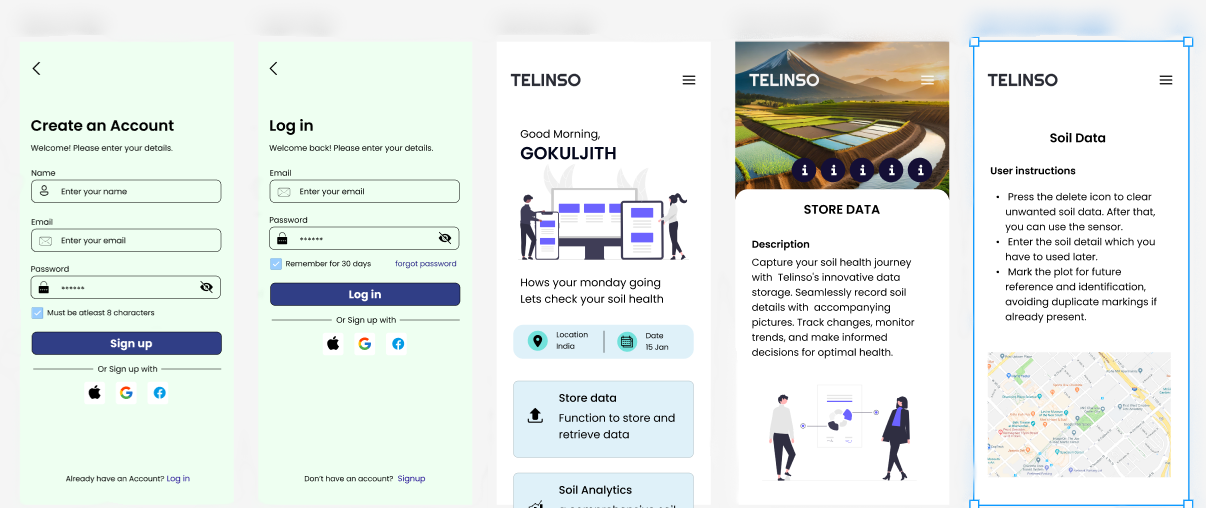 Create an Account
Welcome! Please enter your details.
Name
Enter your name
Email
Enter your email
Password
******
Must be atleast 8 characters
Sign up
Or Sign up with
Already have an Account? Log in
Log in
Welcome back! Please enter your details.
Email
Enter your email
Password
******
Remember for 30 days forgot password
Log in
Or Sign up with
Don't have an account? Signup
TELINSO
Good Morning,
GOKULJITH
Hows your monday going
Lets check your soil health
Location
India
Date
15 Jan
Store data
Function to store and
retrieve data
Soil Analytics
TELINSO
STORE DATA
Description
Capture your soil health journey
with Telinso's innovative data
storage. Seamlessly record soil
details with accompanying
pictures. Track changes, monitor
trends, and make informed
decisions for optimal health.
TELINSO
Soil Data
User instructions
• Press the delete icon to clear
unwanted soil data. After that,
you can use the sensor.
• Enter the soil detail which you
have to used later.
• Mark the plot for future
reference and identification,
avoiding duplicate markings if
already present.